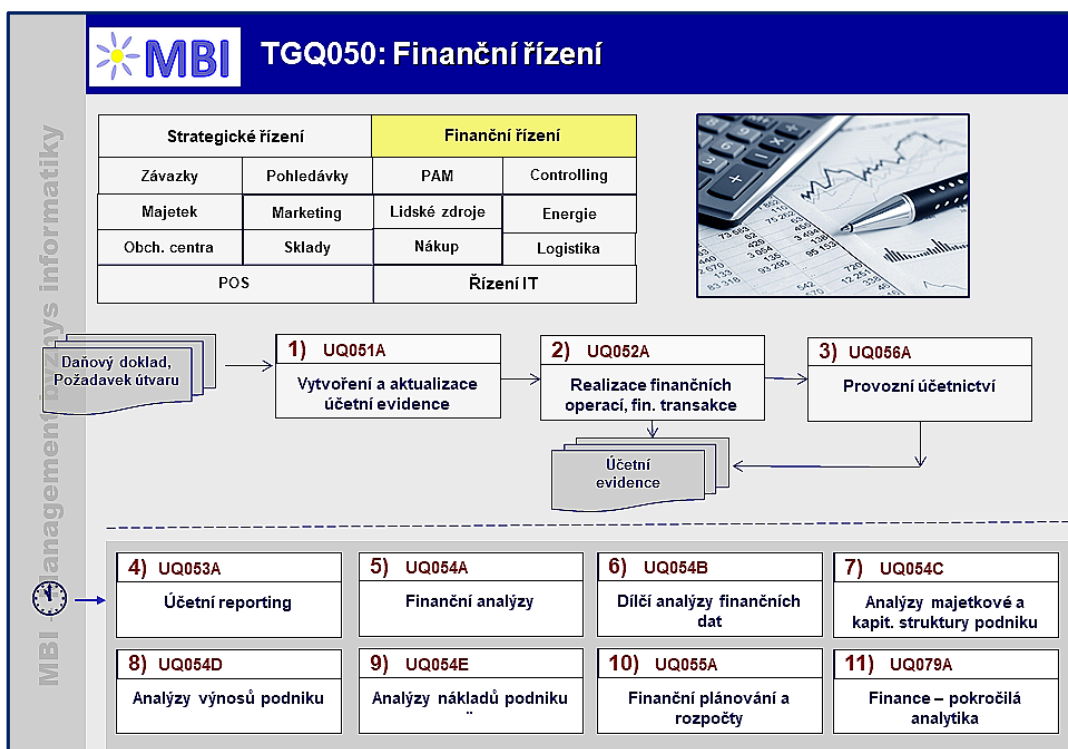 MBI
TGQ050: Finanční řízení
Strategické řízení
Finanční řízení
Závazky
Pohledávky
PAM
Controlling
Majetek
Marketing
Lidské zdroje
Energie
Obch. centra
Sklady
Nákup
Logistika
POS
Řízení IT
Daňový doklad,
Požadavek útvaru
1) UQ051A
Vytvoření a aktualizace
účetní evidence
2) UQ052A
Realizace finančních
operací, fin. transakce
3) UQ056A
Provozní účetnictví
Účetní
evidence
4) UQ053A
Účetní reporting
5) UQ054A
Finanční analýzy
6) UQ054B
Dílčí analýzy finančních
dat
7) UQ054C
Analýzy majetkové a
kapit. struktury podniku
8) UQ054D
Analýzy výnosů podniku
9) UQ054E
Analýzy nákladů podniku
10) UQ055A
Finanční plánování a
rozpočty
11) UQ079A
Finance – pokročilá
analytika
informatiky
MBI